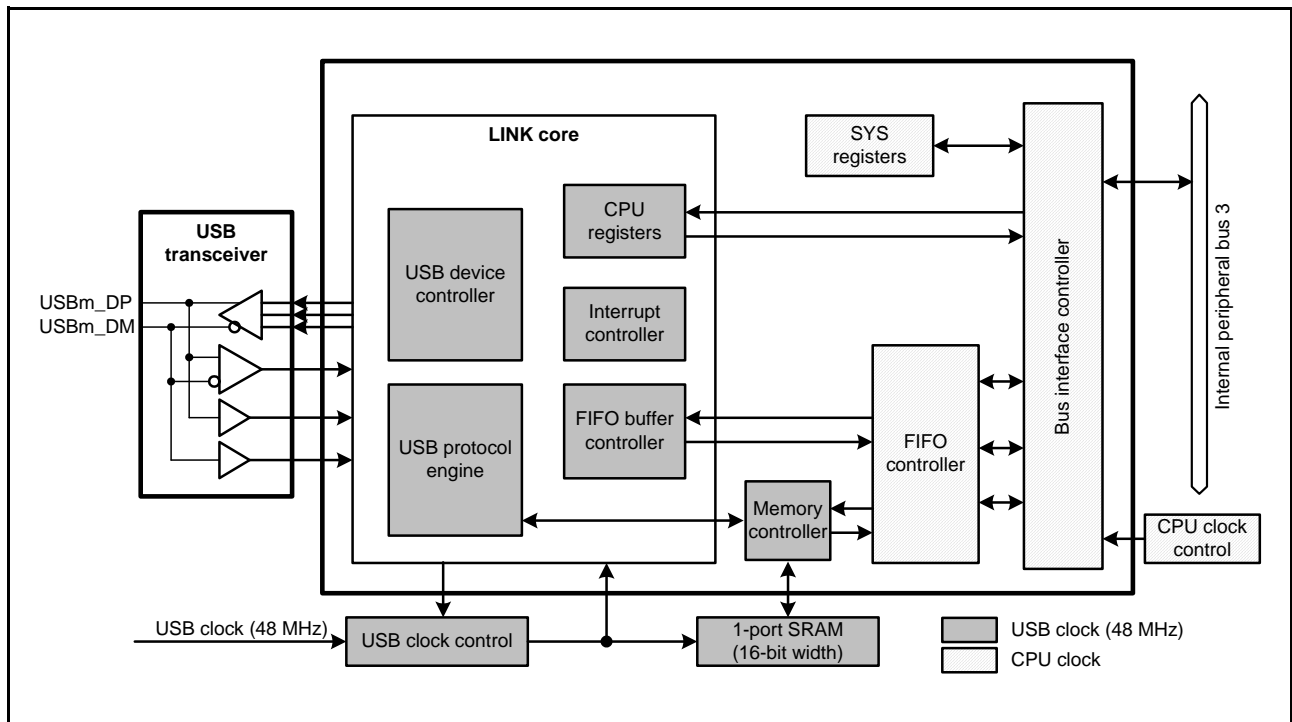 LINK core
SYS
registers
CPU
registers
USB
transceiver
USB device
controller
USBm_DP
USBm_DM
Interrupt
controller
Bus interface controller
Internal peripheral bus 3
FIFO buffer
controller
USB protocol
engine
FIFO
controller
Memory
controller
CPU clock
control
USB clock (48 MHz)
USB clock control
1-port SRAM
(16-bit width)
USB clock (48 MHz)
CPU clock